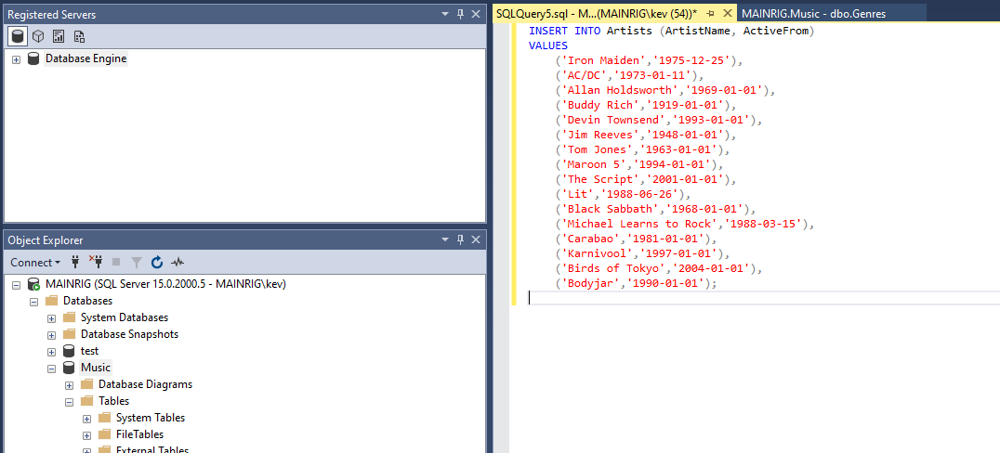 Registered Servers
Database Engine
Object Explorer
Connect
MAINRIG (SQL Server 15.0.2000.5 - MAINRIG\kev)
Databases
System Databases
Database Snapshots
test
Music
Database Diagrams
Tables
System Tables
FileTables
External Tables
SQLQuery5.sql - M...(MAINRIG\kev (54))*
MAINRIG.Music - dbo.Genres
INSERT INTO Artists (ArtistName, ActiveFrom)
VALUES
('Iron Maiden','1975-12-25'),
('AC/DC','1973-01-11'),
('Allan Holdsworth','1969-01-01'),
('Buddy Rich','1919-01-01'),
('Devin Townsend','1993-01-01'),
('Jim Reeves','1948-01-01'),
('Tom Jones','1963-01-01'),
('Maroon 5','1994-01-01'),
('The Script','2001-01-01'),
('Lit','1988-06-26'),
('Black Sabbath','1968-01-01'),
('Michael Learns to Rock','1988-03-15'),
('Carabao','1981-01-01'),
('Karnivool','1997-01-01'),
('Birds of Tokyo','2004-01-01'),
('Bodyjar','1990-01-01');